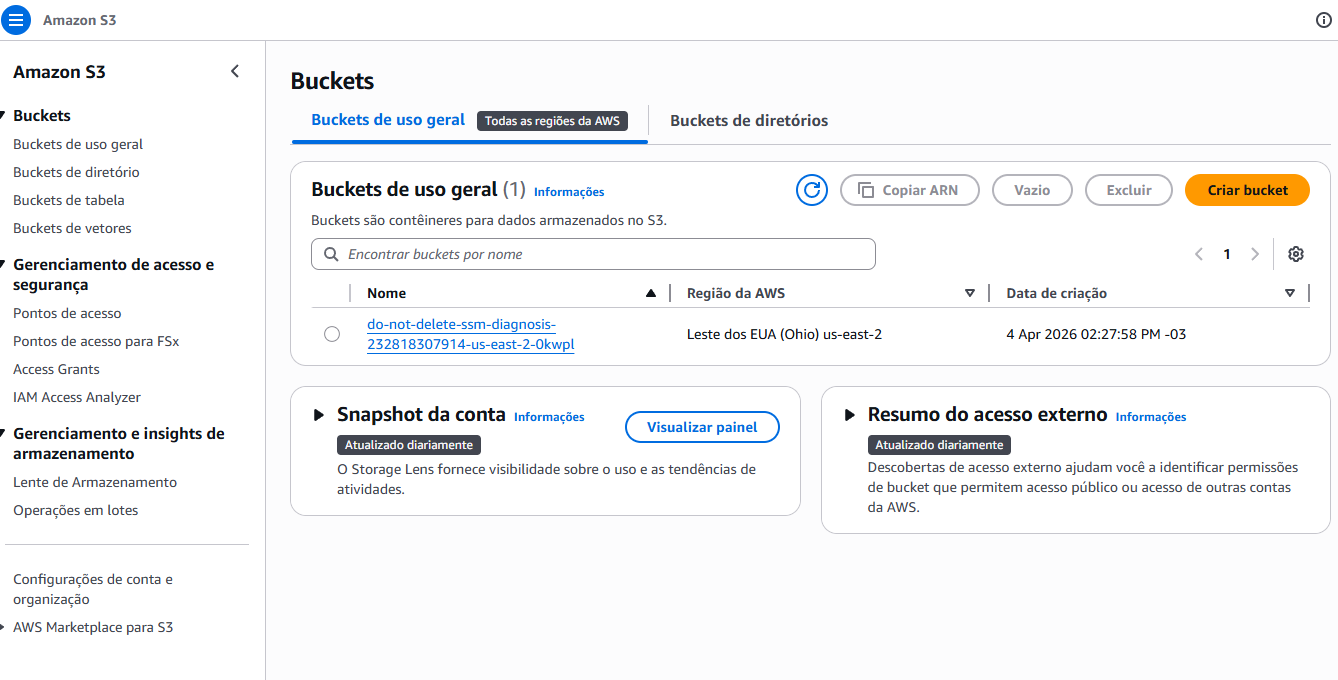 Amazon S3
Amazon S3
Buckets
Buckets de uso geral
Buckets de diretório
Buckets de tabela
Buckets de vetores
Gerenciamento de acesso e
segurança
Pontos de acesso
Pontos de acesso para FSx
Access Grants
IAM Access Analyzer
Gerenciamento e insights de
armazenamento
Lente de Armazenamento
Operações em lotes
Configurações de conta e
organização
AWS Marketplace para S3
Buckets
Buckets de uso geral Todas as regiões da AWS Buckets de diretórios
Buckets de uso geral (1) Informações Copiar ARN Vazio Excluir Criar bucket
Buckets são contêineres para dados armazenados no S3.
Encontrar buckets por nome 1
Nome Região da AWS Data de criação
do-not-delete-ssm-diagnosis-
232818307914-us-east-2-0kwpl Leste dos EUA (Ohio) us-east-2 4 Apr 2026 02:27:58 PM -03
Snapshot da conta Informações Visualizar painel
Atualizado diariamente
O Storage Lens fornece visibilidade sobre o uso e as tendências de
atividades.
Resumo do acesso externo Informações
Atualizado diariamente
Descobertas de acesso externo ajudam você a identificar permissões
de bucket que permitem acesso público ou acesso de outras contas
da AWS.